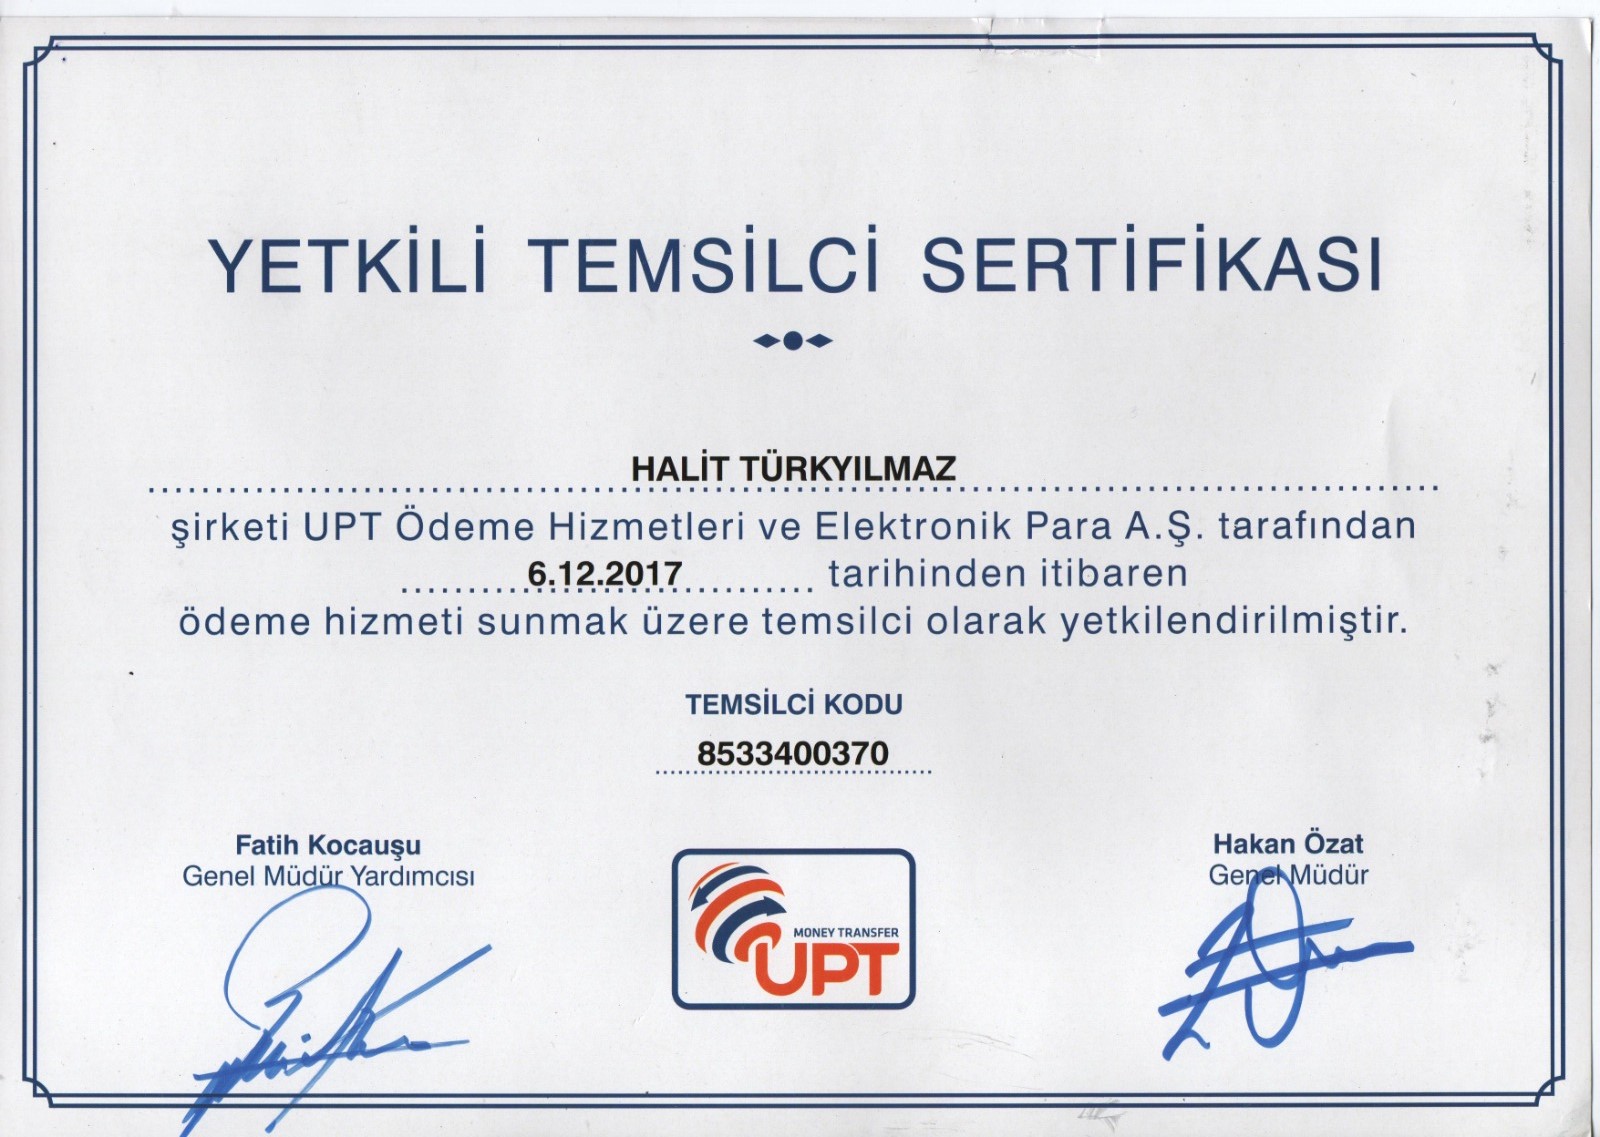 YETKİLİ TEMSİLCİ SERTİFİKASI
HALİT TÜRKYILMAZ
şirketi UPT Ödeme Hizmetleri ve Elektronik Para A.Ş. tarafından
6.12.2017 tarihinden itibaren
ödeme hizmeti sunmak üzere temsilci olarak yetkilendirilmiştir.
TEMSİLCİ KODU
8533400370
Fatih Kocauşu
Genel Müdür Yardımcısı
Hakan Özat
Genel Müdür
MONEY TRANSFER
UPT